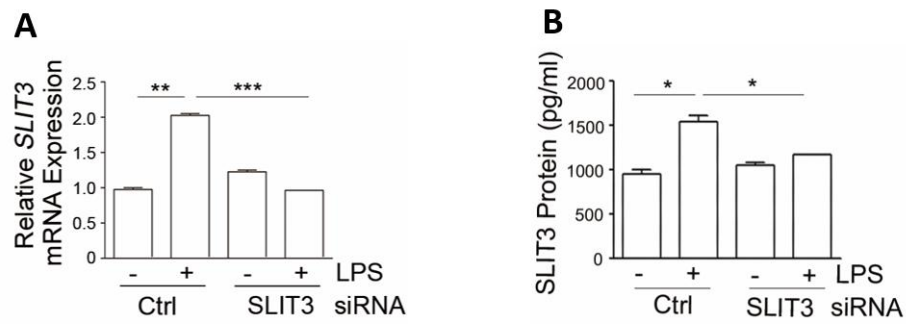 A
Relative SLIT3
mRNA Expression
2.5
2.0
1.5
1.0
0.5
0
**
***
- + - + LPS
Ctrl SLIT3 siRNA
B
SLIT3 Protein (pg/ml)
2000
1500
1000
500
0
*
*
- + - + LPS
Ctrl SLIT3 siRNA